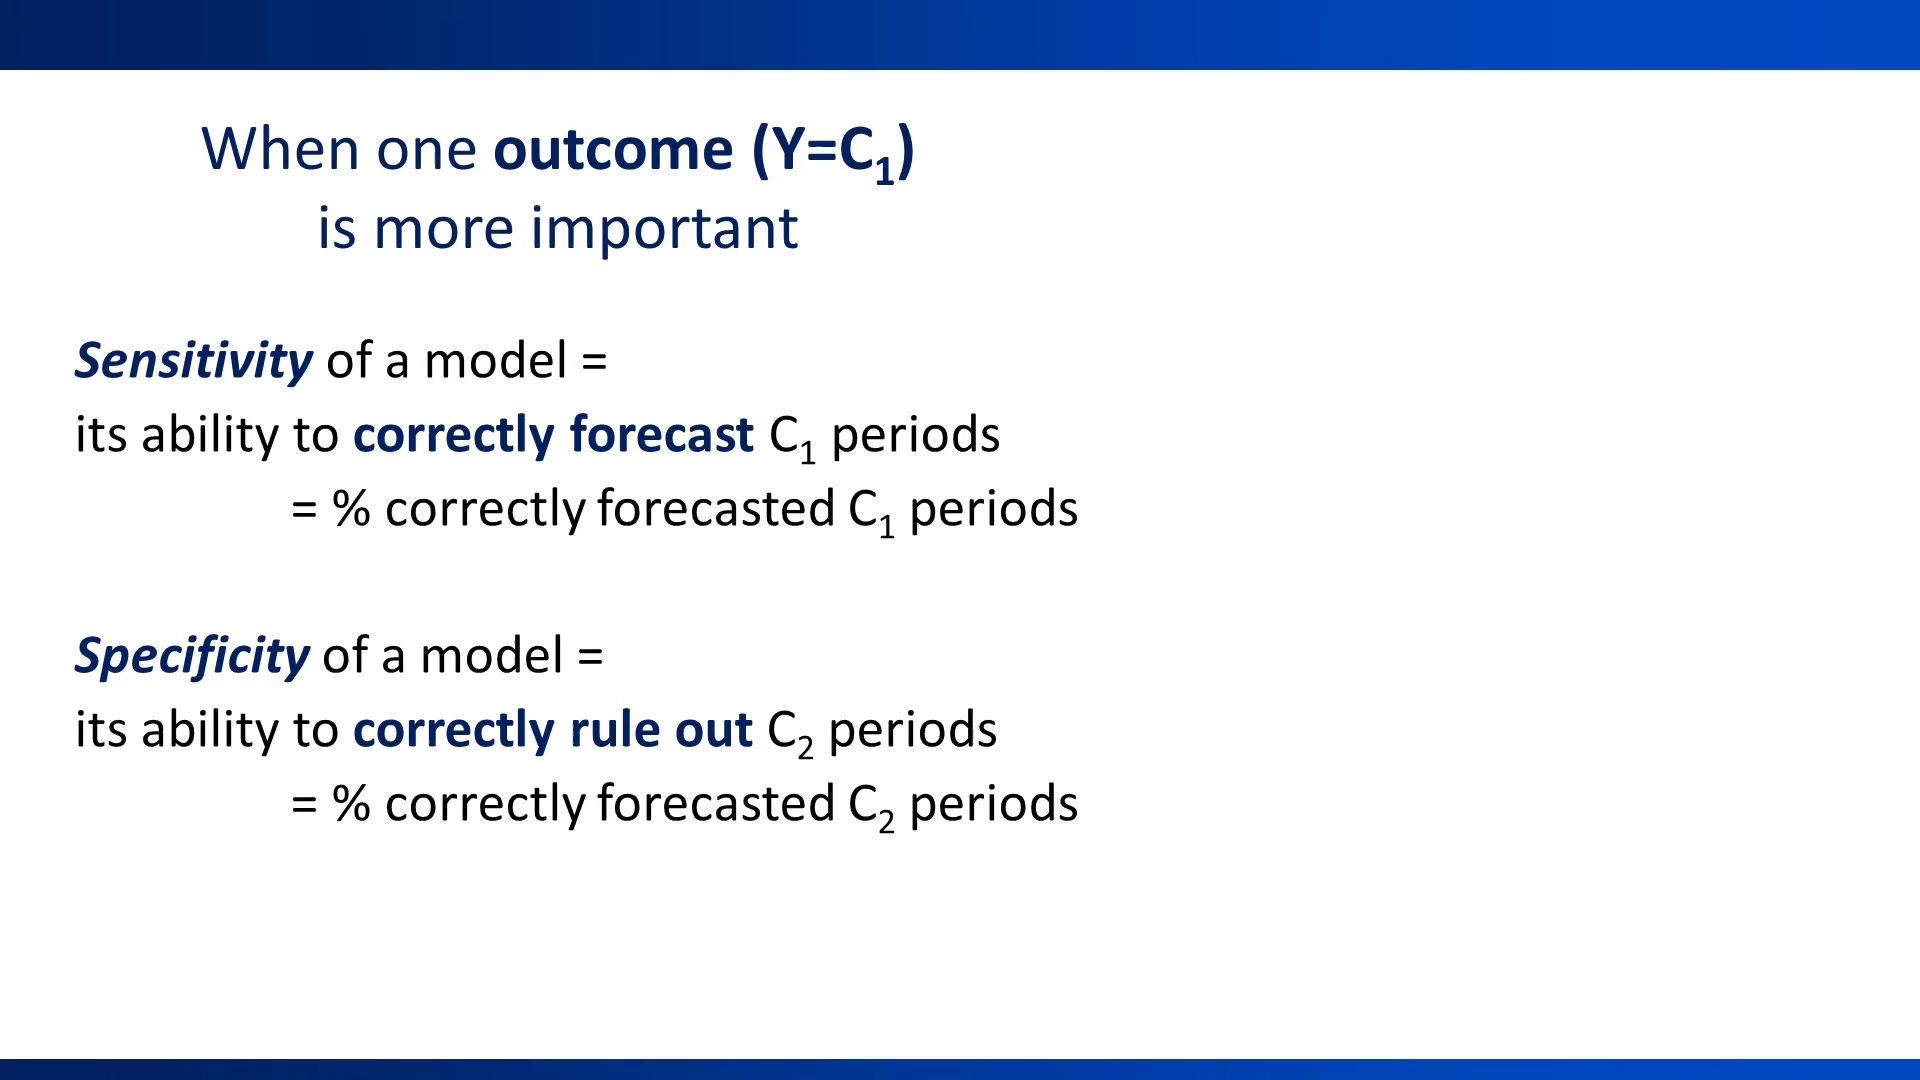 When one outcome (Y=C₁)
is more important
Sensitivity of a model =
its ability to correctly forecast C₁ periods
= % correctly forecasted C₁ periods
Specificity of a model =
its ability to correctly rule out C₂ periods
= % correctly forecasted C₂ periods